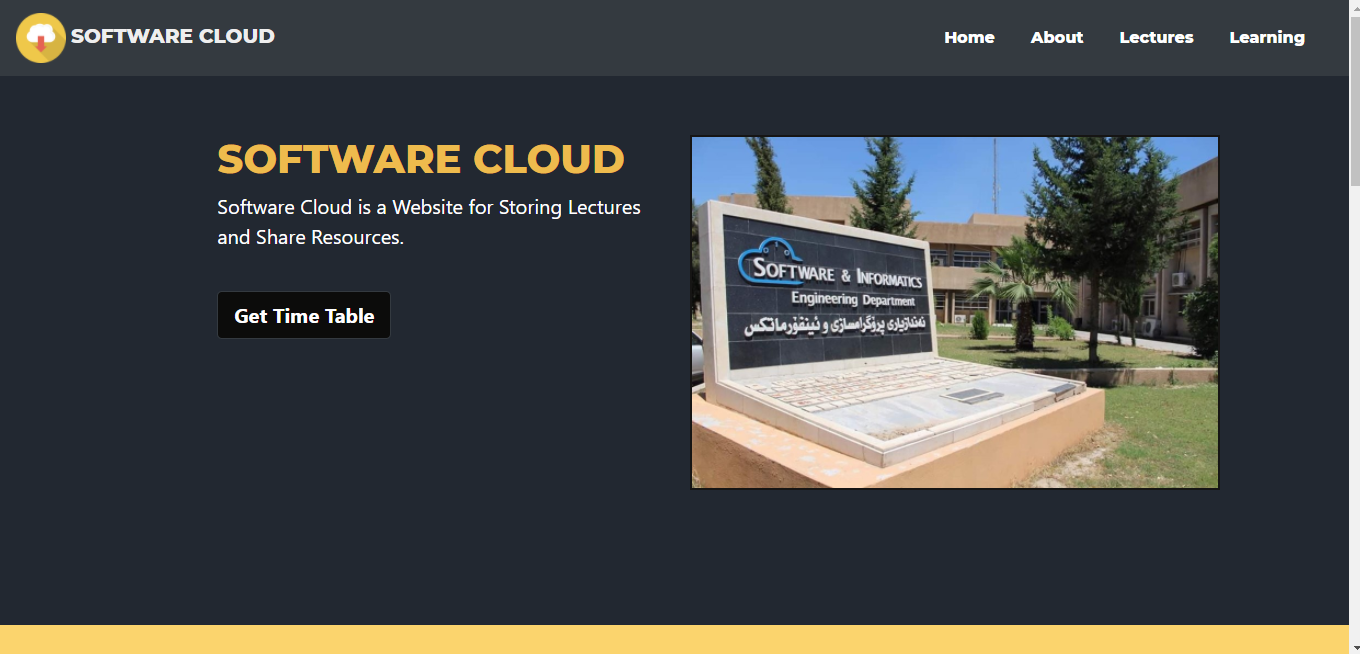 SOFTWARE CLOUD
Home
About
Lectures
Learning
SOFTWARE CLOUD
Software Cloud is a Website for Storing Lectures
and Share Resources.
Get Time Table
SOFTWARE & INFORMATICS
Engineering Department
ئەندازیاری پرۆگرامسازی و ئینفۆرماتکس